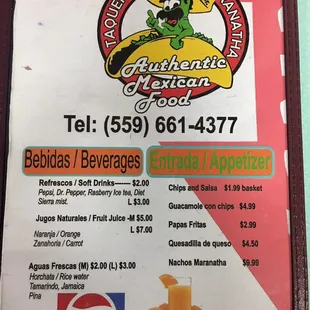 TAQUE
RANATHA
Authentic
Mexican
Food
Tel: (559) 661-4377
Bebidas / Beverages
Refrescos / Soft Drinks------- $2.00
Pepsi, Dr. Pepper, Rasberry Ice tea, Diet
Sierra mist. L $3.00
Jugos Naturales / Fruit Juice -M $5.00
L $7.00
Naranja / Orange
Zanahoria / Carrot
Aguas Frescas (M) $2.00 (L) $3.00
Horchata / Rice water
Tamarindo, Jamaica
Pina
Entrada / Appetizer
Chips and Salsa $1.99 basket
Guacamole con chips $4.99
Papas Fritas $2.99
Quesadilla de queso $4.50
Nachos Maranatha $9.99